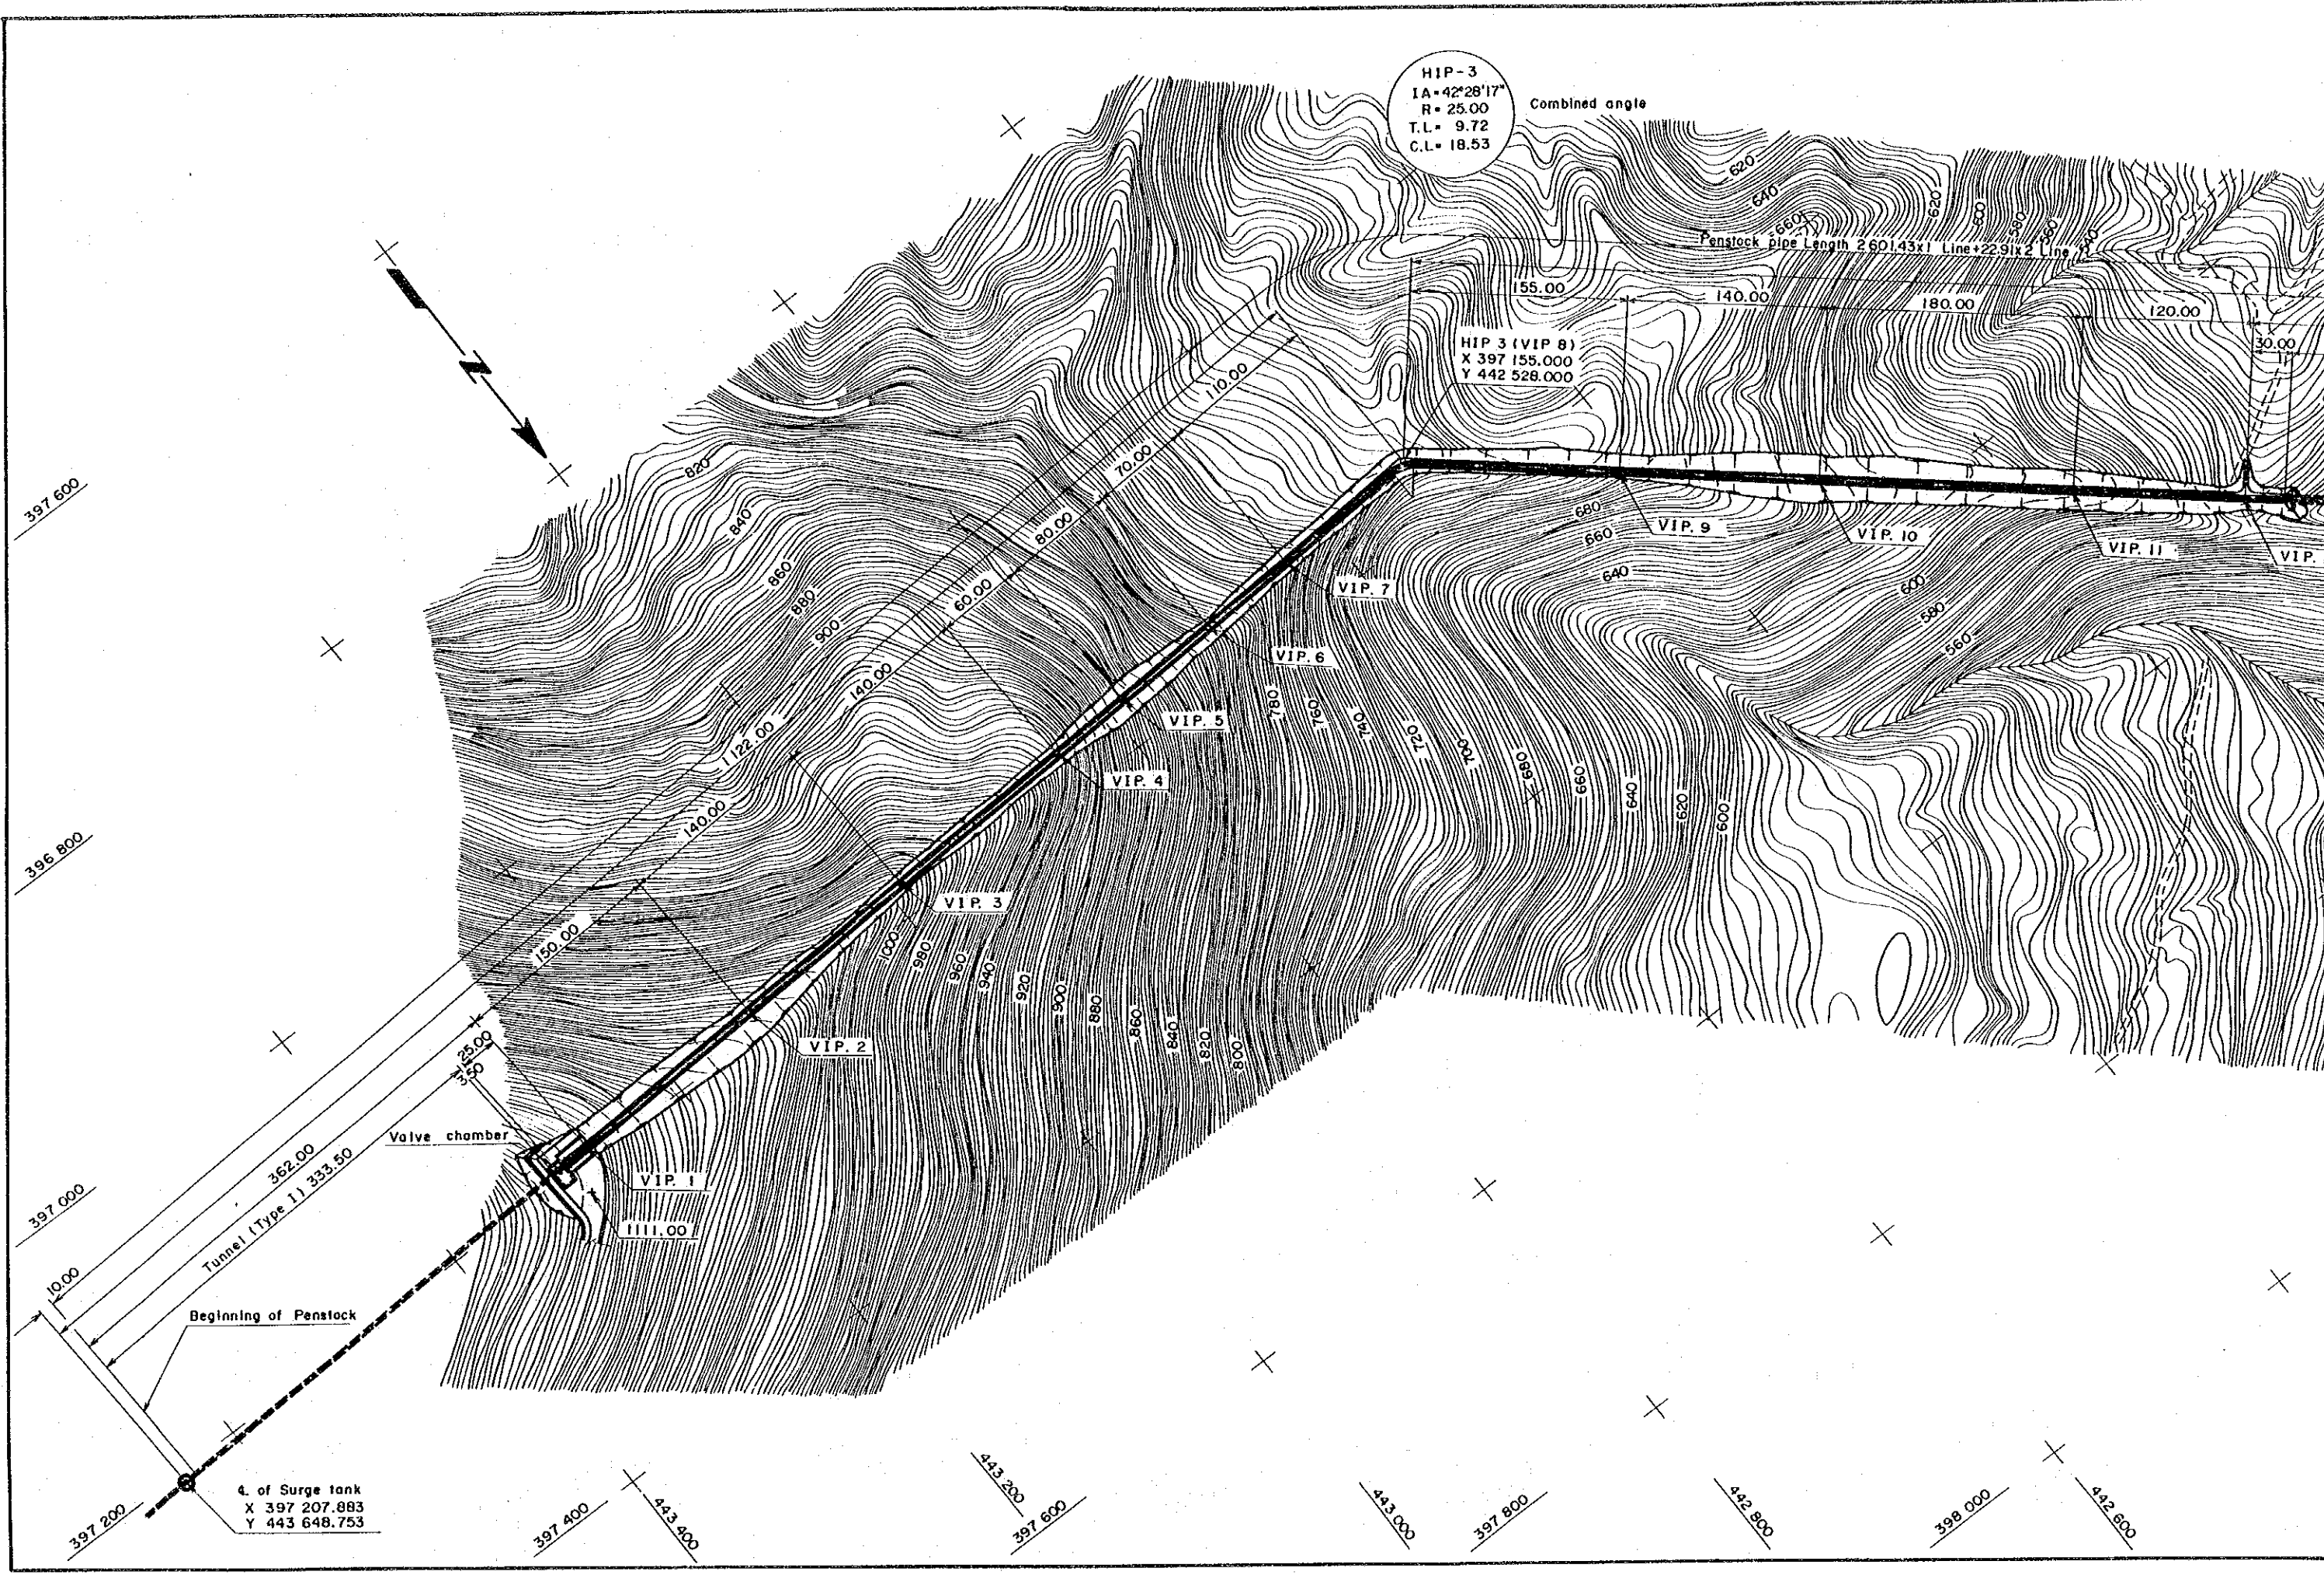 HIP-3
IA=42°28'17"
R= 25.00
T.L= 9.72
C.L= 18.53
Combined angle
Penstock pipe Length 2601.43x1 Line+22.91x2 Line
155.00
140.00
180.00
120.00
30.00
HIP 3 (VIP 8)
X 397 155.000
Y 442 528.000
N
620
640
660
620
600
580
560
540
110.00
70.00
80.00
60.00
140.00
1 122.00
140.00
150.00
25.00
3.50
362.00
Tunnel (Type I) 333.50
10.00
820
840
860
880
900
680
660
640
600
580
560
VIP. 9
VIP. 10
VIP. 11
VIP.
VIP. 7
VIP. 6
VIP. 5
VIP. 4
VIP. 3
VIP. 2
VIP. 1
780
760
740
720
700
680
660
640
620
600
1000
980
960
940
920
900
880
860
840
820
800
Valve chamber
1111.00
Beginning of Penstock
℄ of Surge tank
X 397 207.883
Y 443 648.753
397 600
396 800
397 000
397 200
397 400
443 400
443 200
397 600
443 000
397 800
442 800
398 000
442 600